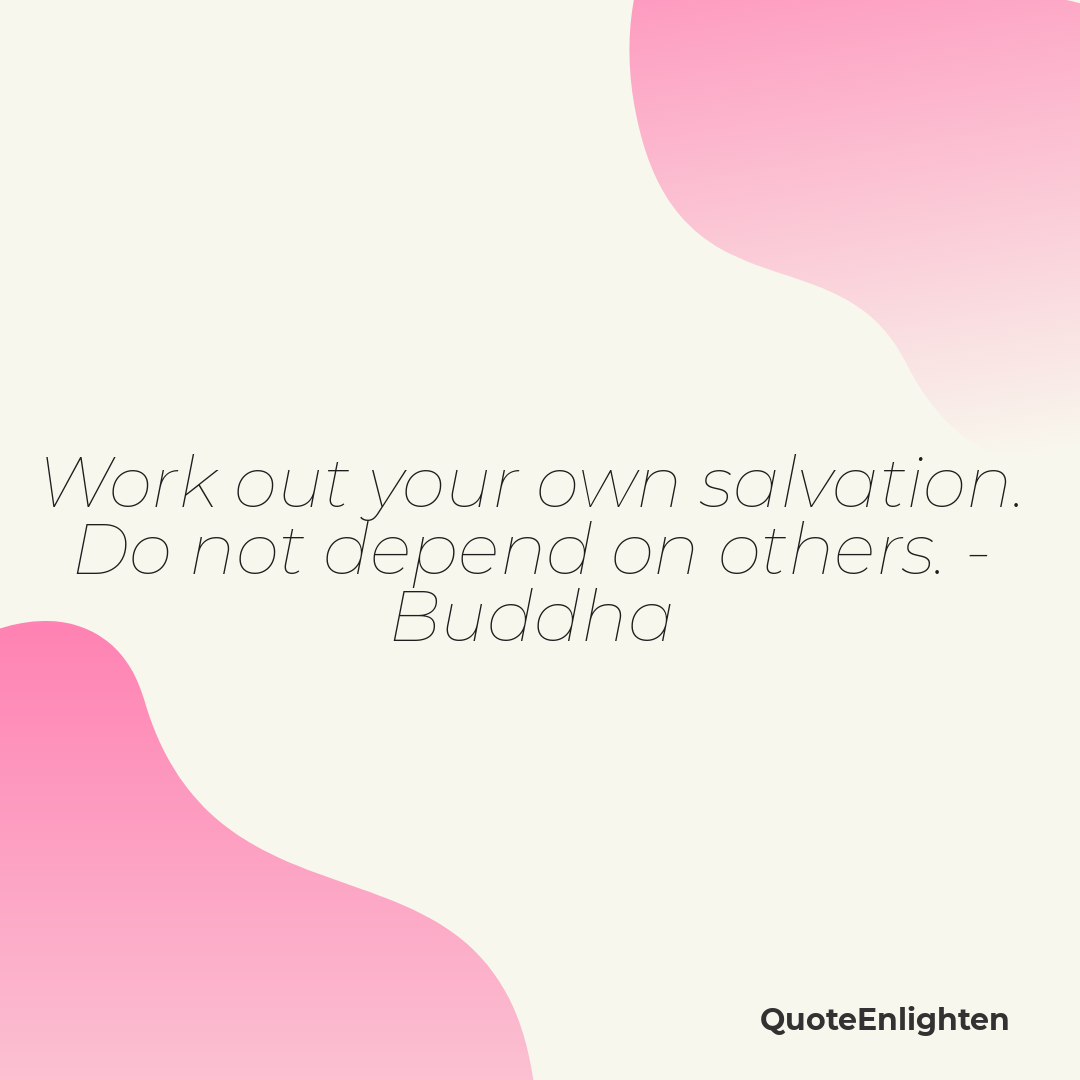 Work out your own salvation.
Do not depend on others. -
Buddha
QuoteEnlighten